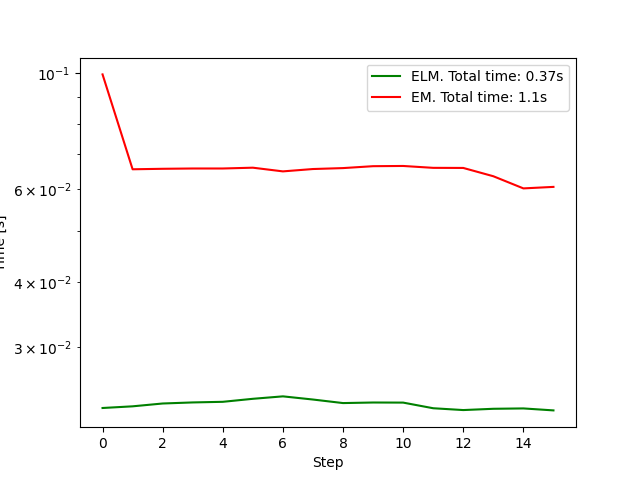 ELM. Total time: 0.37s
EM. Total time: 1.1s
10⁻¹
6 × 10⁻²
4 × 10⁻²
3 × 10⁻²
[s]
0 2 4 6 8 10 12 14
Step